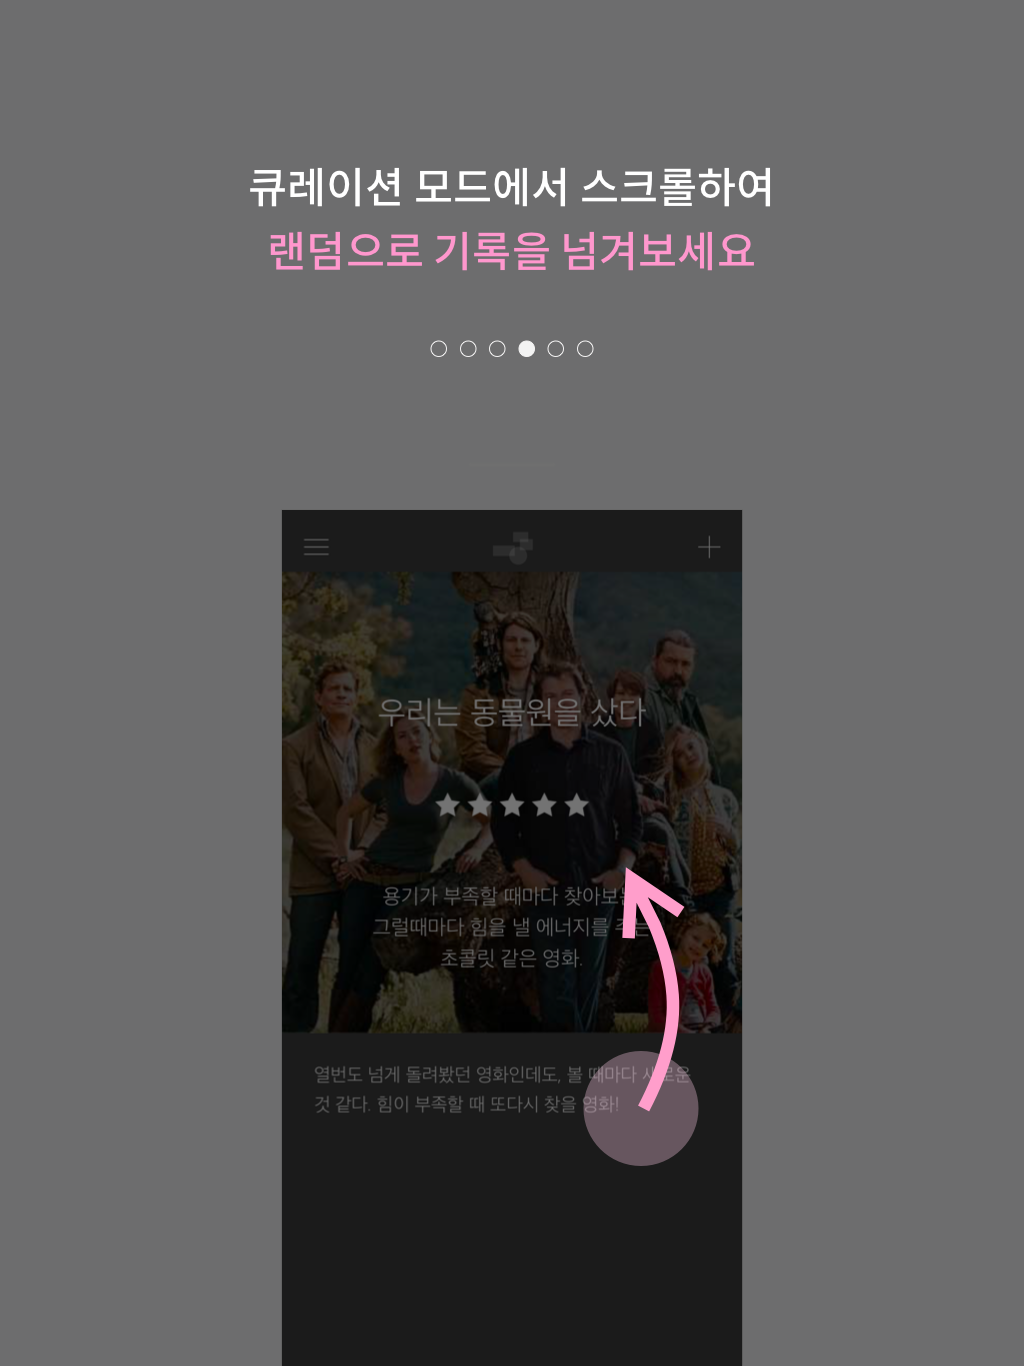 큐레이션 모드에서 스크롤하여
랜덤으로 기록을 넘겨보세요
우리는 동물원을 샀다
용기가 부족할 때마다 찾아보는
그럴때마다 힘을 낼 에너지를 주는
초콜릿 같은 영화.
열번도 넘게 돌려봤던 영화인데도, 볼 때마다 새로운
것 같다. 힘이 부족할 때 또다시 찾을 영화!